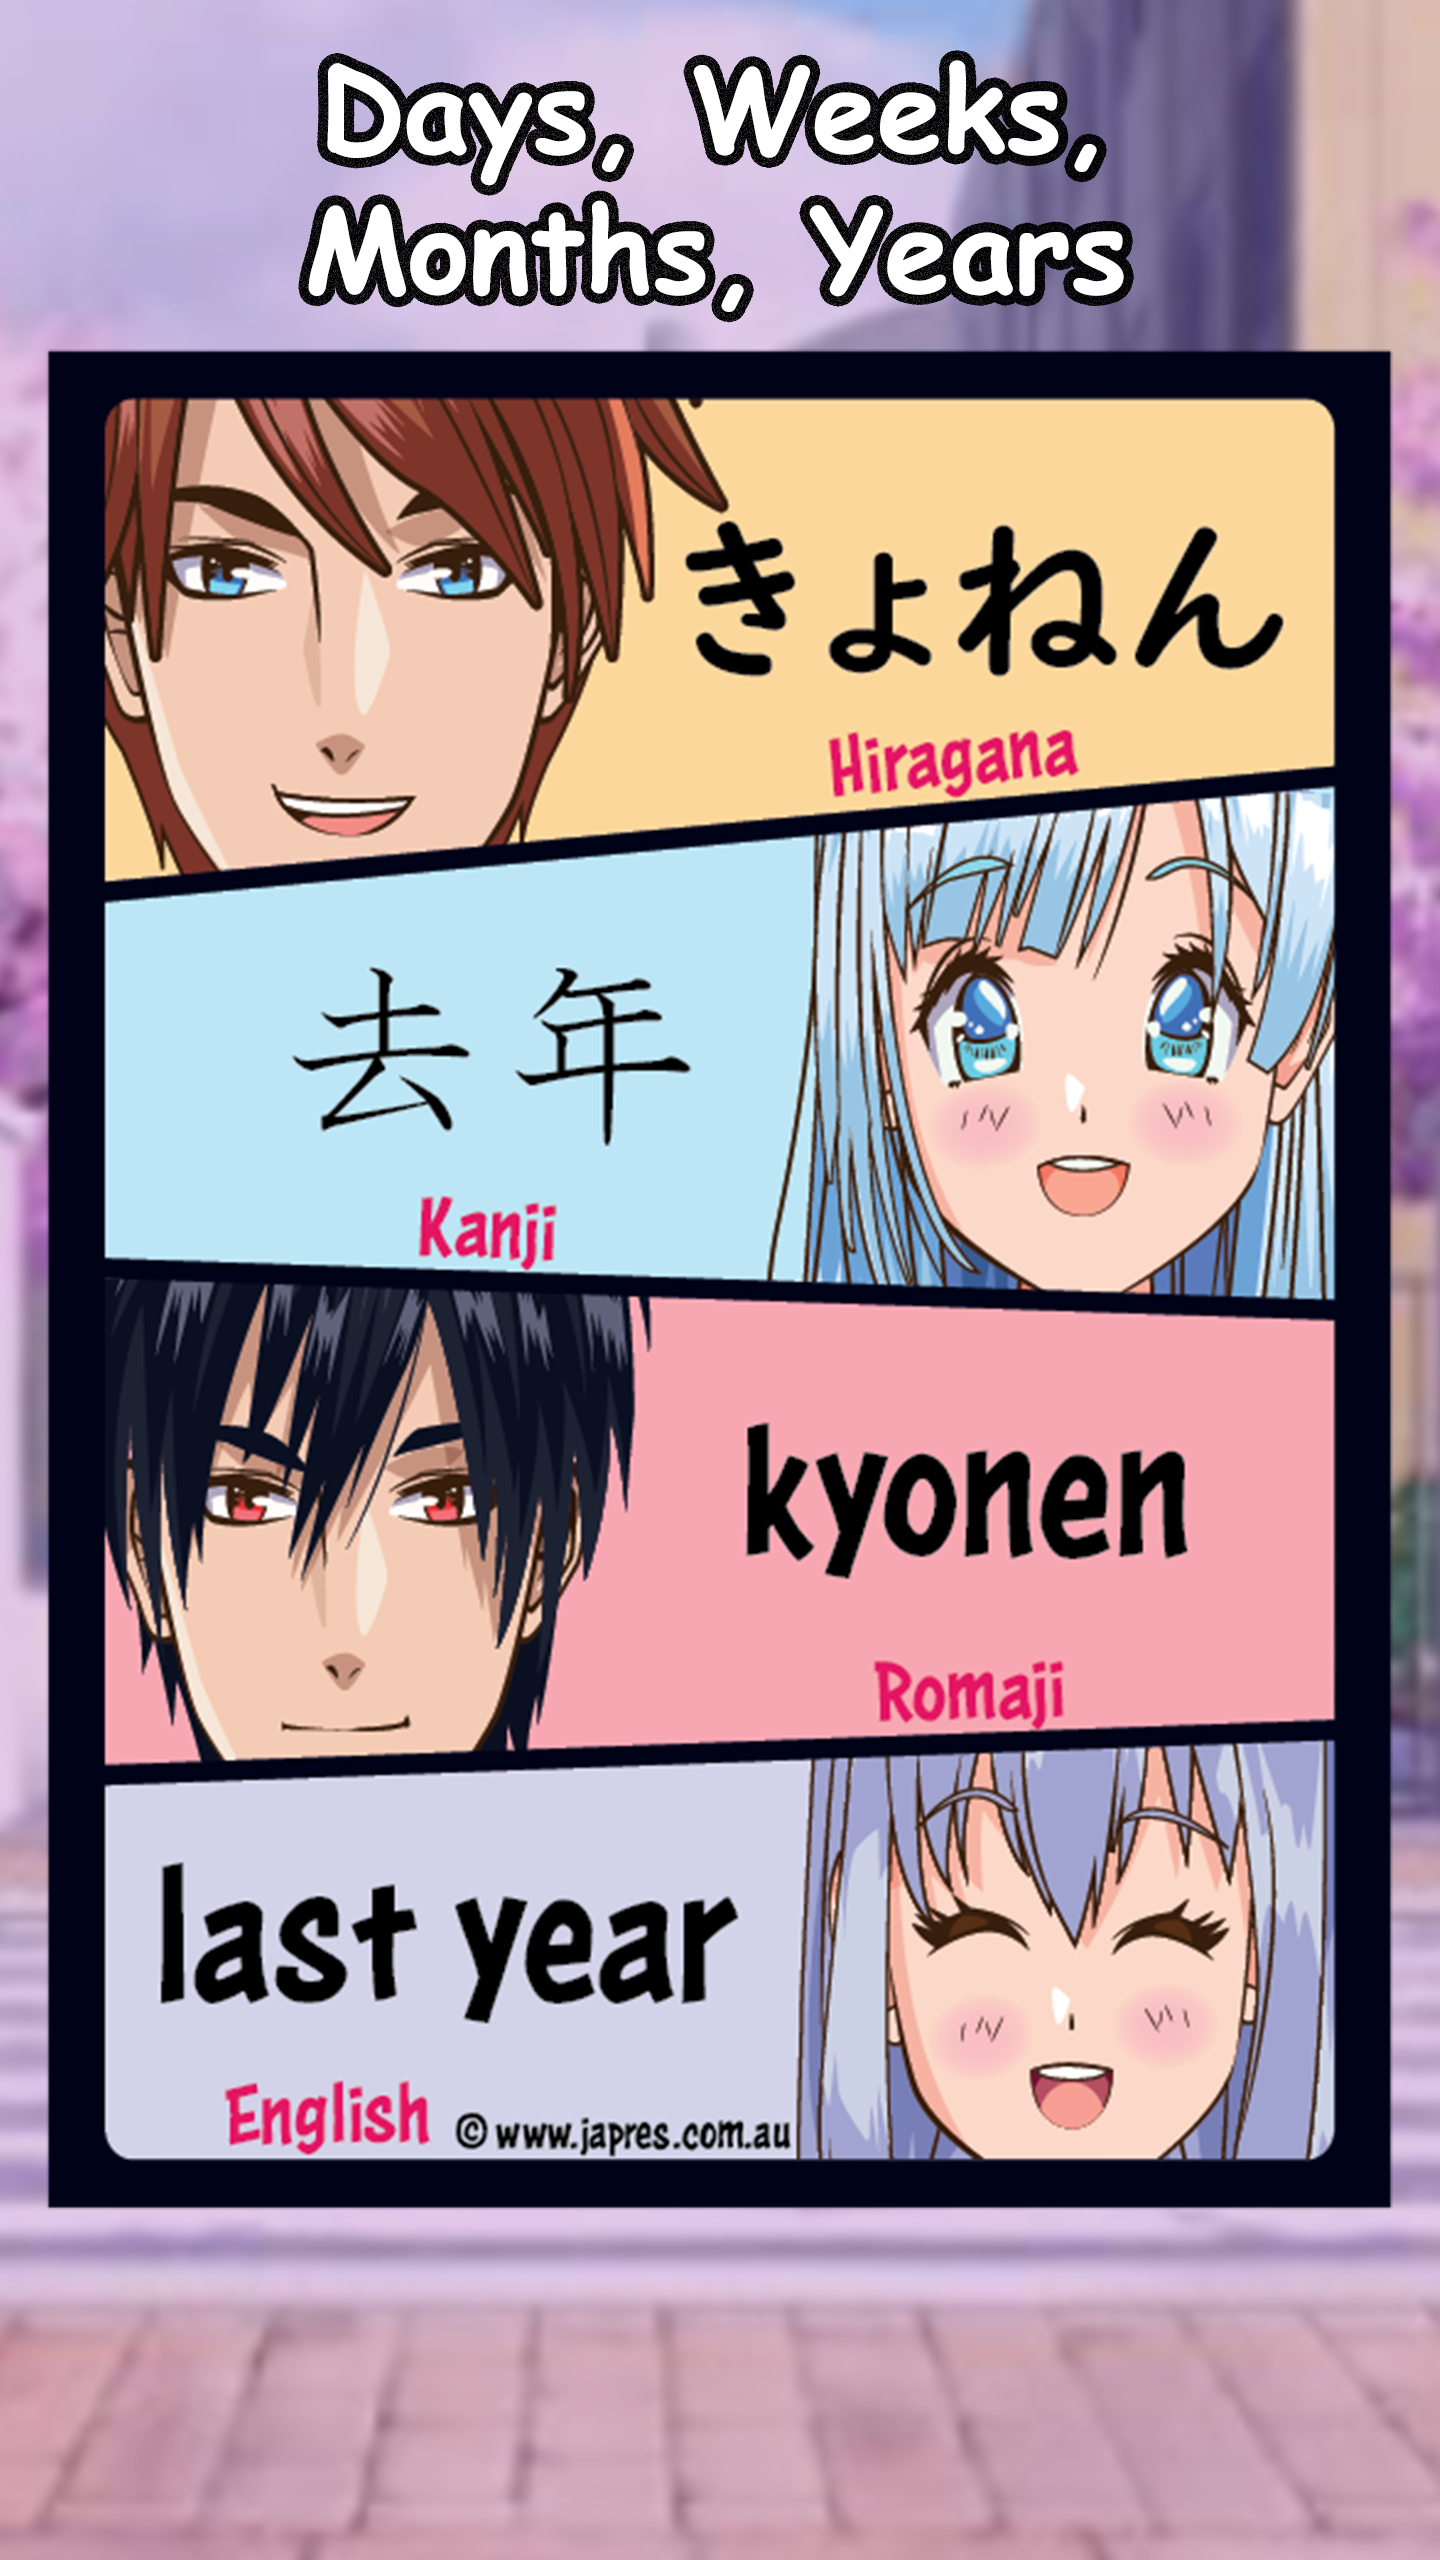 Days, Weeks,
Months, Years
きょねん
Hiragana
去年
Kanji
kyonen
Romaji
last year
English
© www.japres.com.au